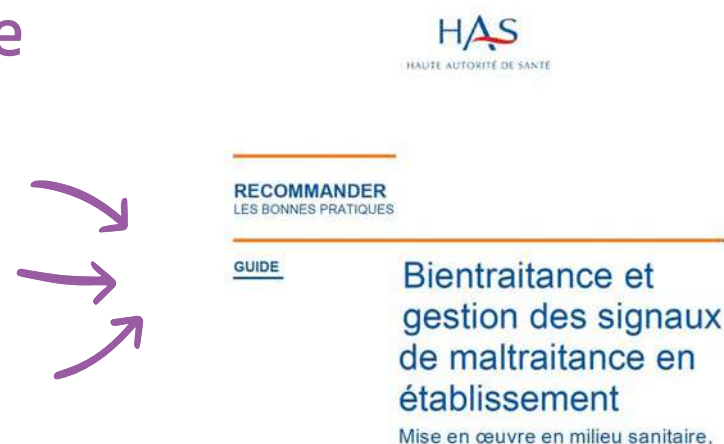 e
HAS
HAUTE AUTORITÉ DE SANTÉ
RECOMMANDER
LES BONNES PRATIQUES
GUIDE
Bientraitance et
gestion des signaux
de maltraitance en
établissement
Mise en œuvre en milieu sanitaire,